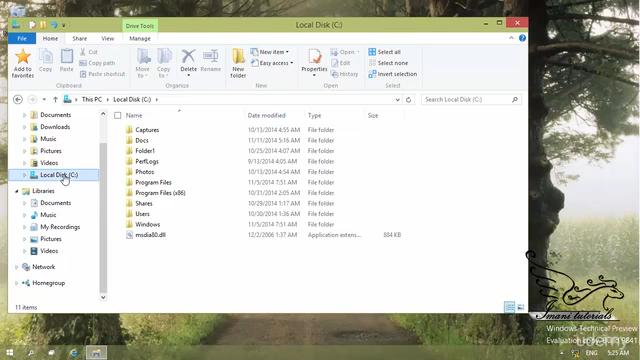 Drive Tools
Local Disk (C:)
File
Home
Share
View
Manage
Add to favorites
Copy
Paste
Cut
Copy path
Paste shortcut
Clipboard
Move to
Copy to
Delete
Rename
Organize
New folder
New item
Easy access
New
Properties
Open
Edit
History
Open
Select all
Select none
Invert selection
Select
This PC
Local Disk (C:)
Search Local Disk (C:)
Documents
Downloads
Music
Pictures
Videos
Local Disk (C:)
Libraries
Documents
Music
My Recordings
Pictures
Videos
Network
Homegroup
Name Date modified Type Size
Captures 10/13/2014 4:55 AM File folder
Docs 11/11/2014 5:16 AM File folder
Folder1 10/25/2014 4:07 AM File folder
PerfLogs 9/13/2014 4:05 AM File folder
Photos 10/23/2014 4:54 AM File folder
Program Files 11/5/2014 7:51 AM File folder
Program Files (x86) 10/31/2014 2:05 AM File folder
Shares 10/29/2014 1:17 AM File folder
Users 10/30/2014 1:36 AM File folder
Windows 11/5/2014 7:51 AM File folder
msdia80.dll 12/2/2006 1:37 AM Application exten... 884 KB
11 items
Imani tutorials
Windows Technical Preview
Evaluation copy. Build 9841
ENG
5:25 AM